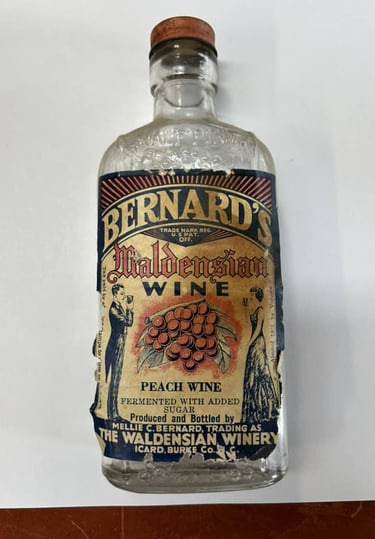 BERNARD'S
TRADE MARK REG.
U.S. PAT.
OFF.
Waldensian
WINE
PEACH WINE
FERMENTED WITH ADDED
SUGAR
Produced and Bottled by
MELLIE C. BERNARD, TRADING AS
THE WALDENSIAN WINERY
ICARD, BURKE Co., N.C.